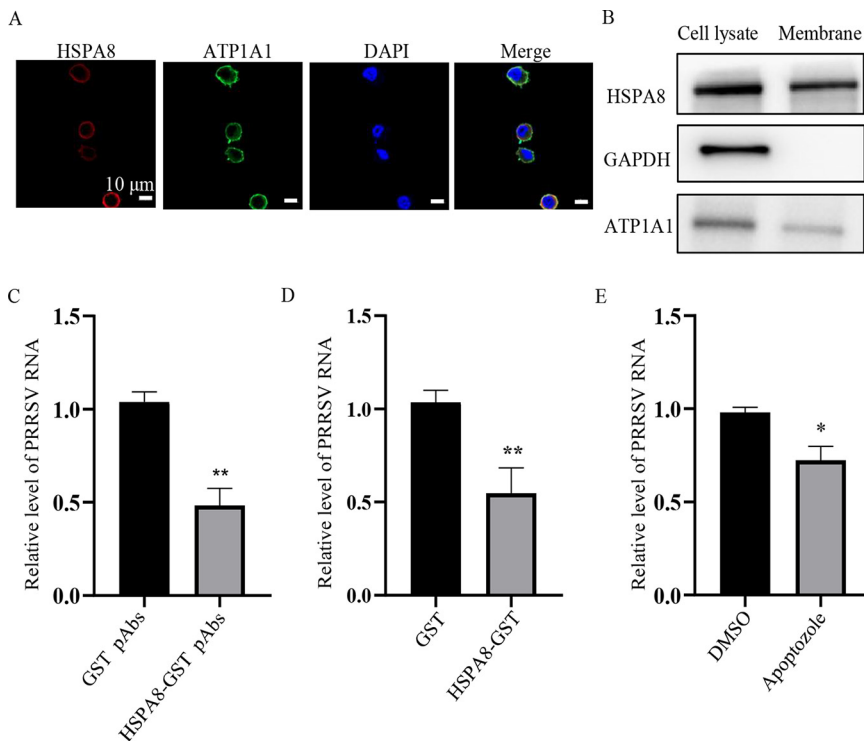 A
HSPA8 ATP1A1 DAPI Merge
10 μm
B
Cell lysate Membrane
HSPA8
GAPDH
ATP1A1
C
Relative level of PRRSV RNA
1.5
1.0
0.5
0.0
**
GST pAbs
HSPA8-GST pAbs
D
Relative level of PRRSV RNA
1.5
1.0
0.5
0.0
**
GST
HSPA8-GST
E
Relative level of PRRSV RNA
1.5
1.0
0.5
0.0
*
DMSO
Apoptozole